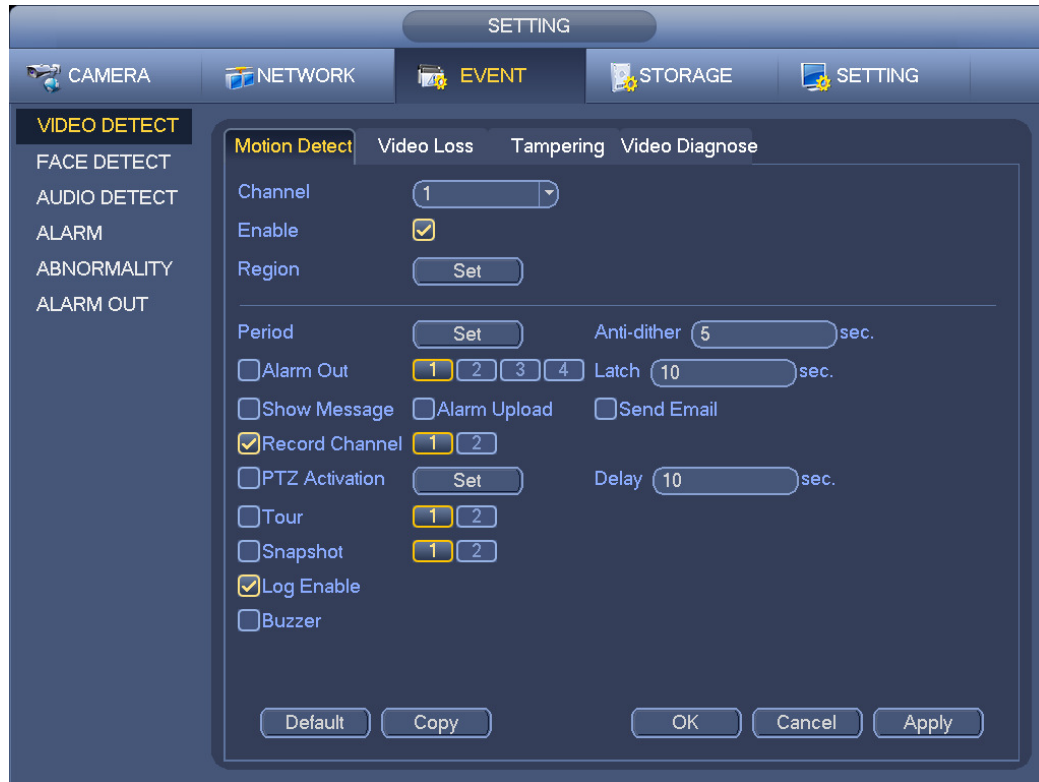 SETTING
CAMERA NETWORK EVENT STORAGE SETTING
VIDEO DETECT
FACE DETECT
AUDIO DETECT
ALARM
ABNORMALITY
ALARM OUT
Motion Detect Video Loss Tampering Video Diagnose
Channel 1
Enable
Region Set
Period Set Anti-dither 5 sec.
Alarm Out 1 2 3 4 Latch 10 sec.
Show Message Alarm Upload Send Email
Record Channel 1 2
PTZ Activation Set Delay 10 sec.
Tour 1 2
Snapshot 1 2
Log Enable
Buzzer
Default Copy OK Cancel Apply